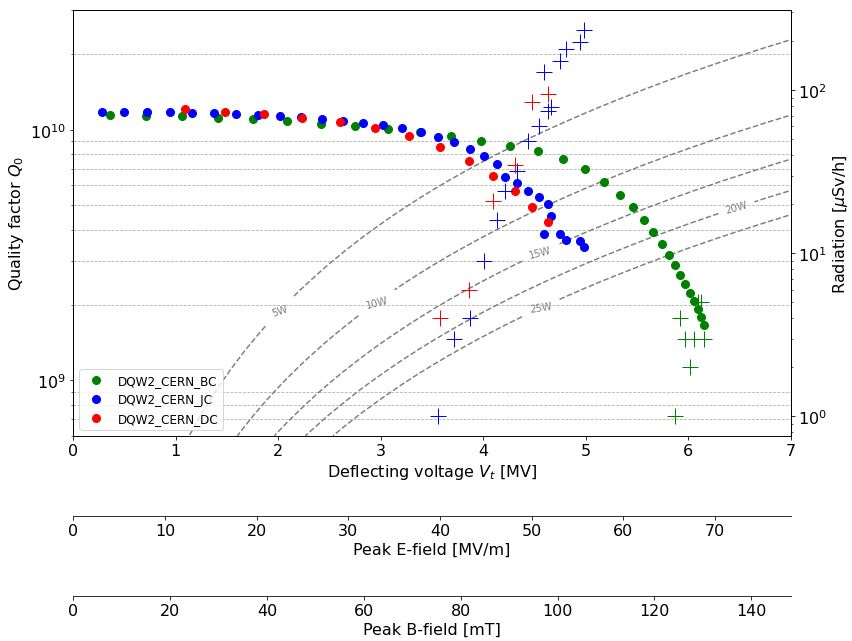 10^10
10^9
Quality factor Q_0
10^2
10^1
10^0
Radiation [μSv/h]
5W
10W
15W
20W
25W
DQW2_CERN_BC
DQW2_CERN_JC
DQW2_CERN_DC
0 1 2 3 4 5 6 7
Deflecting voltage V_t [MV]
0 10 20 30 40 50 60 70
Peak E-field [MV/m]
0 20 40 60 80 100 120 140
Peak B-field [mT]